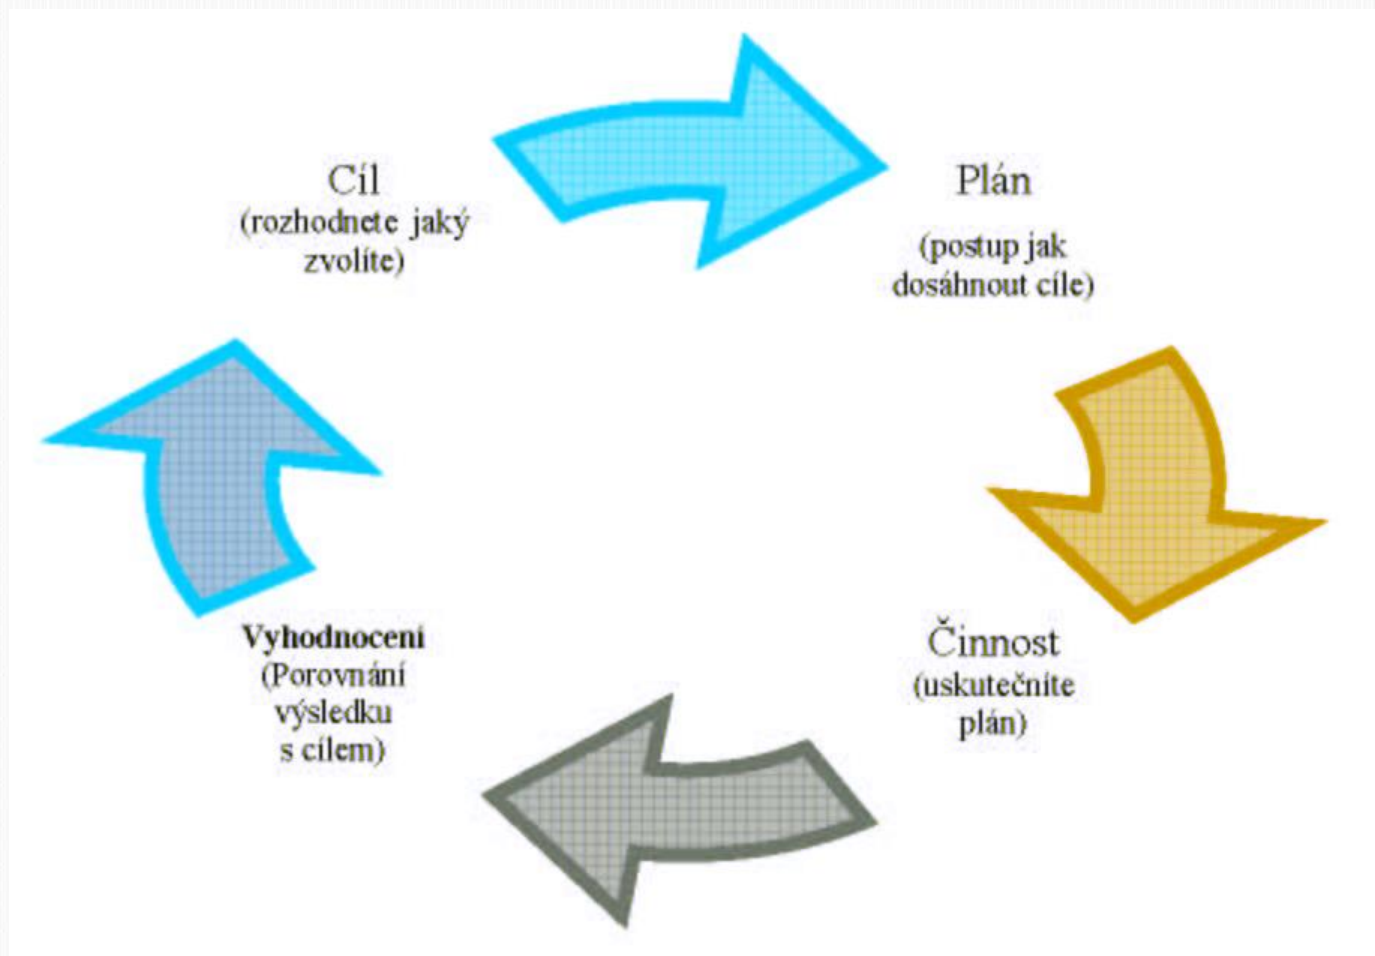 Cíl
(rozhodnete jaký
zvolíte)
Plán
(postup jak
dosáhnout cíle)
Činnost
(uskutečníte
plán)
Vyhodnocení
(Porovnání
výsledku
s cílem)